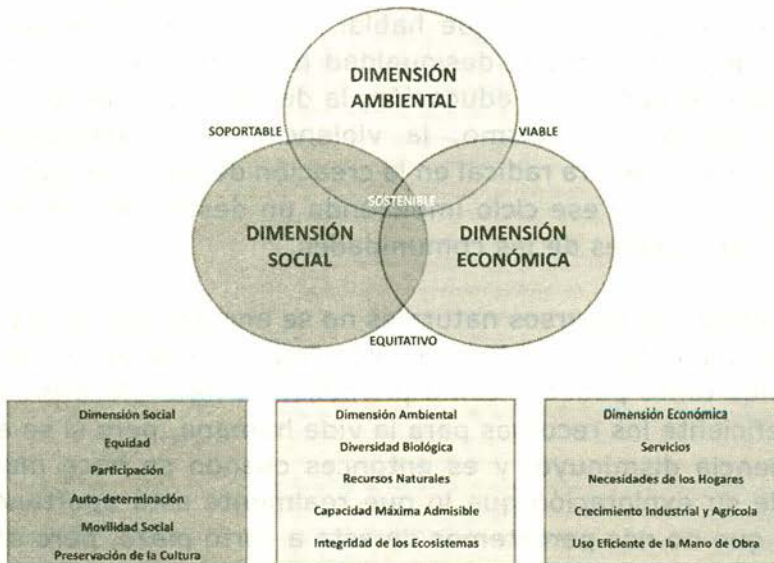 DIMENSIÓN
AMBIENTAL
SOPORTABLE
VIABLE
SOSTENIBLE
DIMENSIÓN
SOCIAL
DIMENSIÓN
ECONÓMICA
EQUITATIVO
Dimensión Social
Equidad
Participación
Auto-determinación
Movilidad Social
Preservación de la Cultura
Dimensión Ambiental
Diversidad Biológica
Recursos Naturales
Capacidad Máxima Admisible
Integridad de los Ecosistemas
Dimensión Económica
Servicios
Necesidades de los Hogares
Crecimiento Industrial y Agrícola
Uso Eficiente de la Mano de Obra